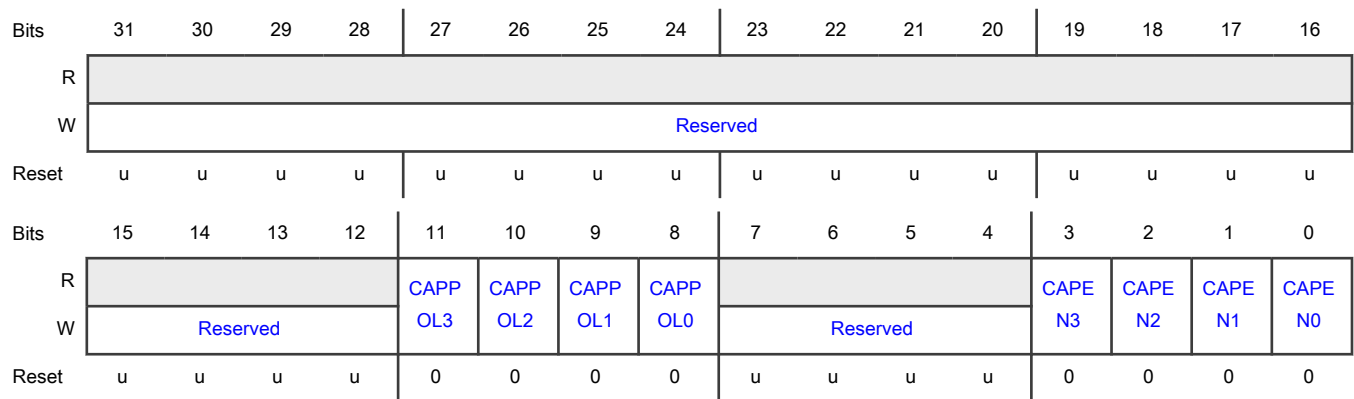 Bits 31 30 29 28 27 26 25 24 23 22 21 20 19 18 17 16
R
W Reserved
Reset u u u u u u u u u u u u u u u u
Bits 15 14 13 12 11 10 9 8 7 6 5 4 3 2 1 0
R CAPP CAPP CAPP CAPP CAPE CAPE CAPE CAPE
W Reserved OL3 OL2 OL1 OL0 Reserved N3 N2 N1 N0
Reset u u u u 0 0 0 0 u u u u 0 0 0 0